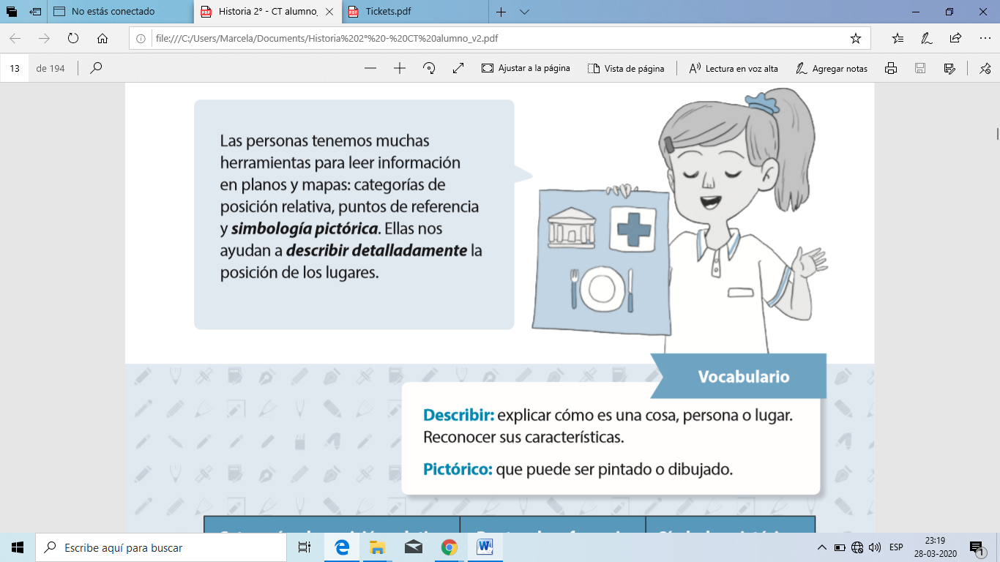 No estás conectado
Historia 2° - CT alumno_
Tickets.pdf
file:///C:/Users/Marcela/Documents/Historia%202°%20-%20CT%20alumno_v2.pdf
13 de 194
Ajustar a la página
Vista de página
Lectura en voz alta
Agregar notas
Las personas tenemos muchas
herramientas para leer información
en planos y mapas: categorías de
posición relativa, puntos de referencia
y simbología pictórica. Ellas nos
ayudan a describir detalladamente la
posición de los lugares.
Vocabulario
Describir: explicar cómo es una cosa, persona o lugar.
Reconocer sus características.
Pictórico: que puede ser pintado o dibujado.
Escribe aquí para buscar
ESP
23:19
28-03-2020
1